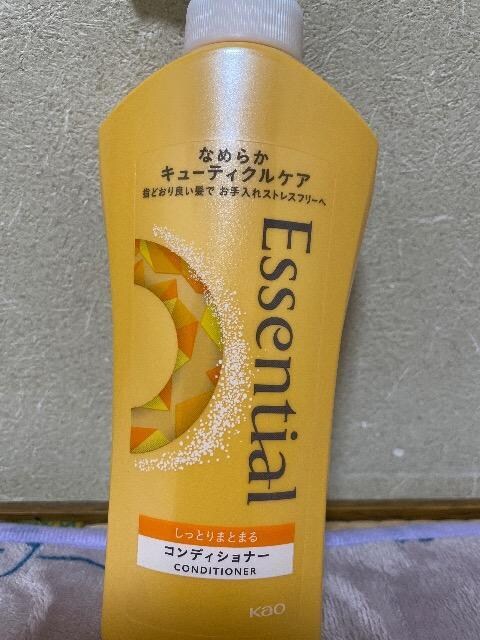 なめらか
キューティクルケア
指どおり良い髪で お手入れストレスフリーへ
Essential
しっとりまとまる
コンディショナー
CONDITIONER
Kao